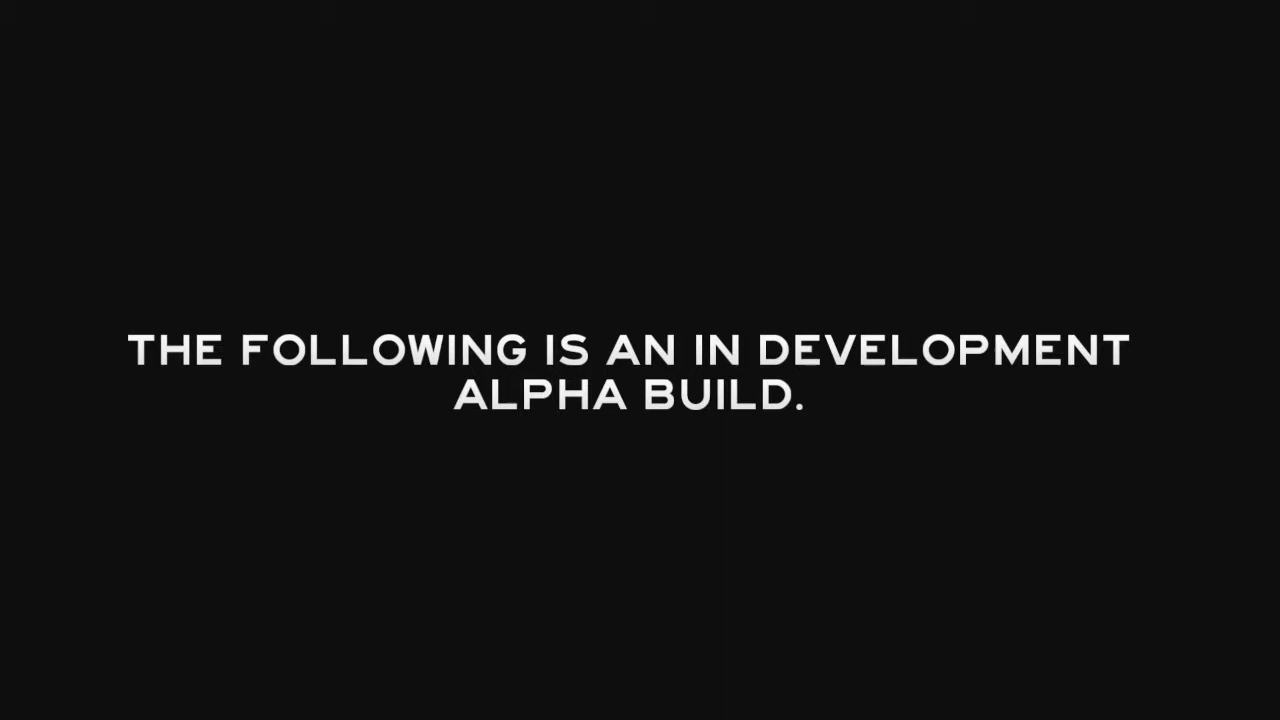 THE FOLLOWING IS AN IN DEVELOPMENT
ALPHA BUILD.